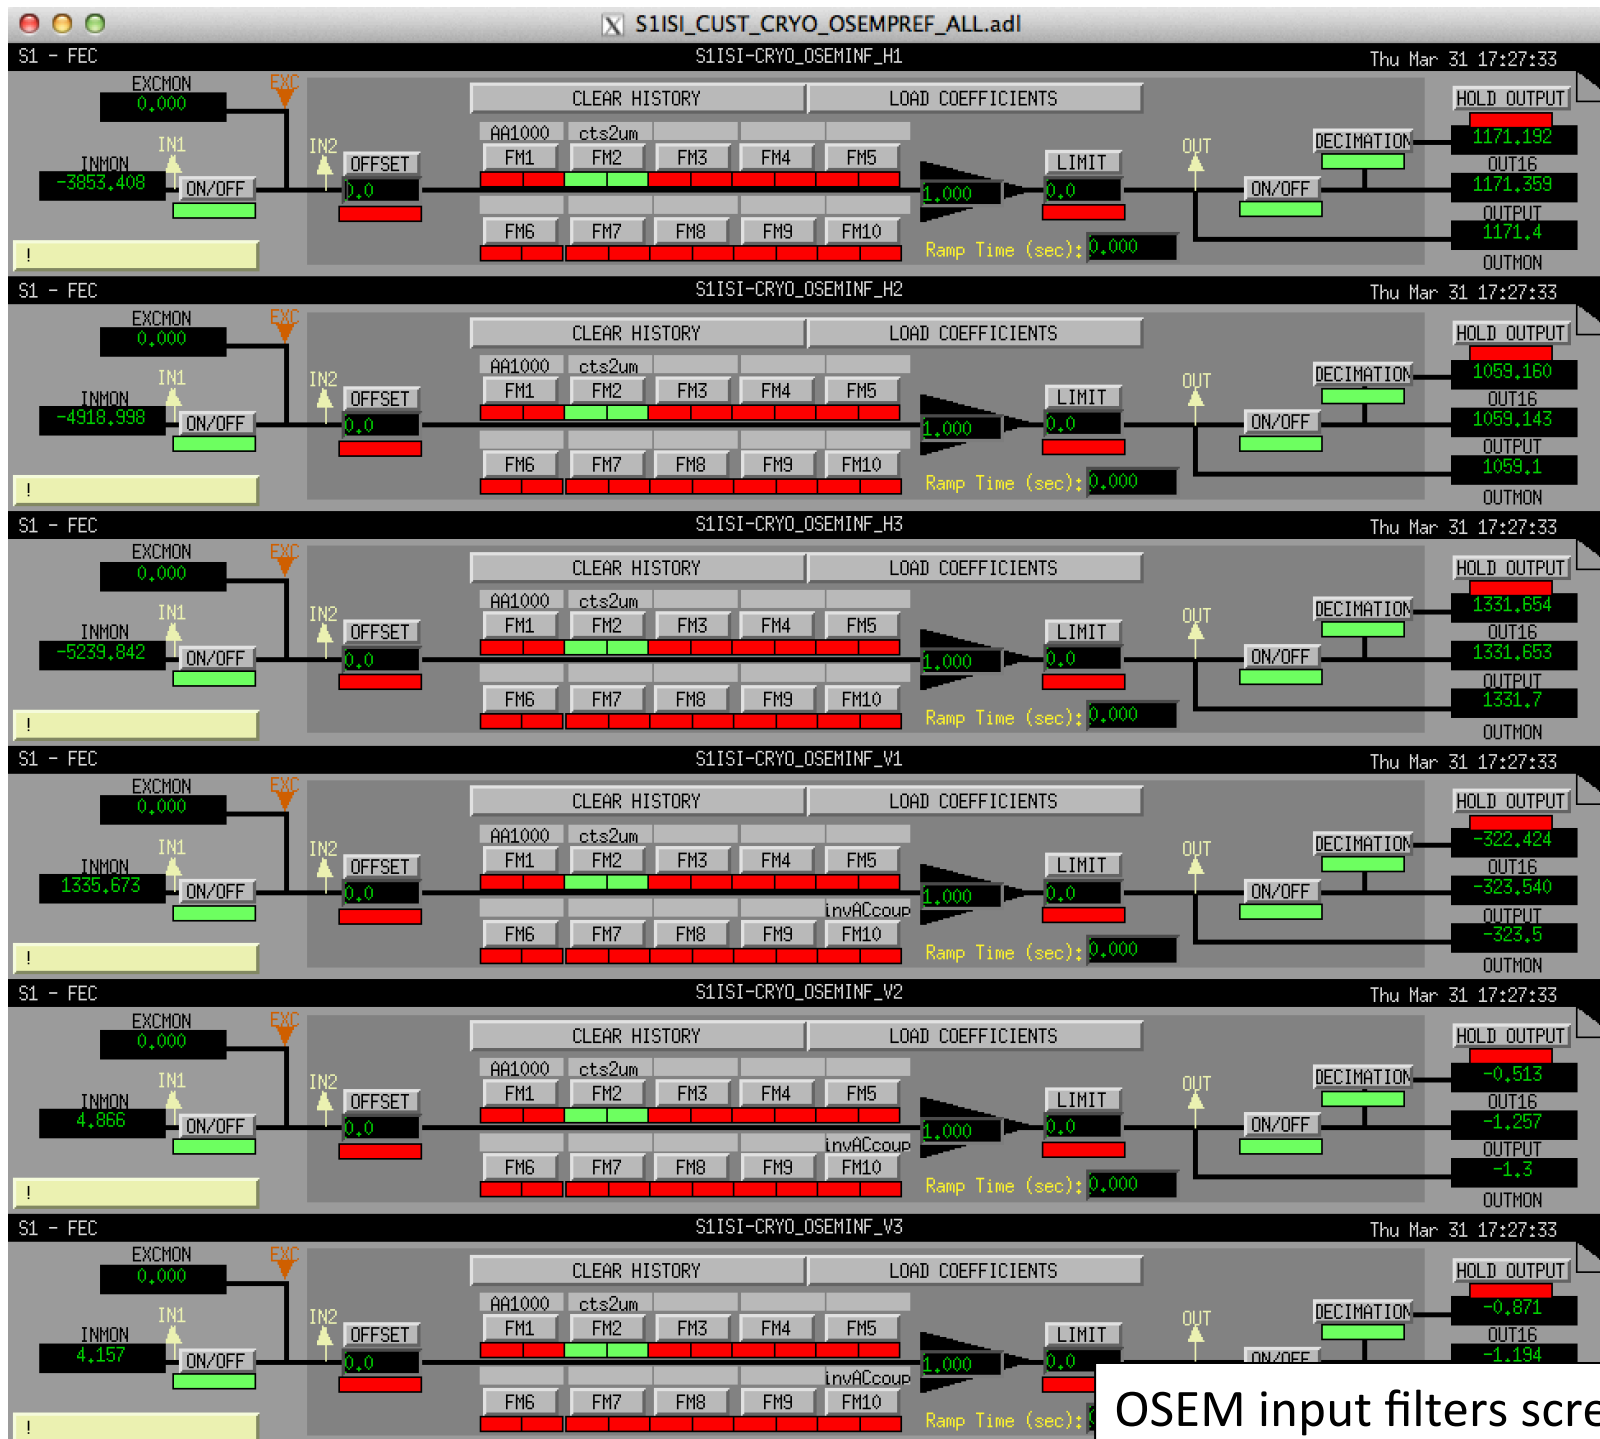 S1ISI_CUST_CRYO_OSEMPREF_ALL.adl
S1 - FEC S1ISI-CRYO_OSEMINF_H1 Thu Mar 31 17:27:33
EXCMON EXC
0.000 CLEAR HISTORY LOAD COEFFICIENTS HOLD OUTPUT
AA1000 cts2um
IN1 IN2 FM1 FM2 FM3 FM4 FM5 OUT DECIMATION 1171.192
INMON OFFSET LIMIT OUT16
-3853.408 ON/OFF 0.0 1.000 0.0 ON/OFF 1171.359
OUTPUT
FM6 FM7 FM8 FM9 FM10 1171.4
! Ramp Time (sec): 0.000 OUTMON
S1 - FEC S1ISI-CRYO_OSEMINF_H2 Thu Mar 31 17:27:33
EXCMON EXC
0.000 CLEAR HISTORY LOAD COEFFICIENTS HOLD OUTPUT
AA1000 cts2um
IN1 IN2 FM1 FM2 FM3 FM4 FM5 OUT DECIMATION 1059.160
INMON OFFSET LIMIT OUT16
-4918.998 ON/OFF 0.0 1.000 0.0 ON/OFF 1059.143
OUTPUT
FM6 FM7 FM8 FM9 FM10 1059.1
! Ramp Time (sec): 0.000 OUTMON
S1 - FEC S1ISI-CRYO_OSEMINF_H3 Thu Mar 31 17:27:33
EXCMON EXC
0.000 CLEAR HISTORY LOAD COEFFICIENTS HOLD OUTPUT
AA1000 cts2um
IN1 IN2 FM1 FM2 FM3 FM4 FM5 OUT DECIMATION 1331.654
INMON OFFSET LIMIT OUT16
-5239.842 ON/OFF 0.0 1.000 0.0 ON/OFF 1331.653
OUTPUT
FM6 FM7 FM8 FM9 FM10 1331.7
! Ramp Time (sec): 0.000 OUTMON
S1 - FEC S1ISI-CRYO_OSEMINF_V1 Thu Mar 31 17:27:33
EXCMON EXC
0.000 CLEAR HISTORY LOAD COEFFICIENTS HOLD OUTPUT
AA1000 cts2um
IN1 IN2 FM1 FM2 FM3 FM4 FM5 OUT DECIMATION -322.424
INMON OFFSET LIMIT OUT16
1335.673 ON/OFF 0.0 1.000 0.0 ON/OFF -323.540
invACcoup OUTPUT
FM6 FM7 FM8 FM9 FM10 -323.5
! Ramp Time (sec): 0.000 OUTMON
S1 - FEC S1ISI-CRYO_OSEMINF_V2 Thu Mar 31 17:27:33
EXCMON EXC
0.000 CLEAR HISTORY LOAD COEFFICIENTS HOLD OUTPUT
AA1000 cts2um
IN1 IN2 FM1 FM2 FM3 FM4 FM5 OUT DECIMATION -0.513
INMON OFFSET LIMIT OUT16
4.866 ON/OFF 0.0 1.000 0.0 ON/OFF -1.257
invACcoup OUTPUT
FM6 FM7 FM8 FM9 FM10 -1.3
! Ramp Time (sec): 0.000 OUTMON
S1 - FEC S1ISI-CRYO_OSEMINF_V3 Thu Mar 31 17:27:33
EXCMON EXC
0.000 CLEAR HISTORY LOAD COEFFICIENTS HOLD OUTPUT
AA1000 cts2um
IN1 IN2 FM1 FM2 FM3 FM4 FM5 OUT DECIMATION -0.871
INMON OFFSET LIMIT OUT16
4.157 ON/OFF 0.0 1.000 0.0 ON/OFF -1.194
invACcoup
FM6 FM7 FM8 FM9 FM10
! Ramp Time (sec):
OSEM input filters scre